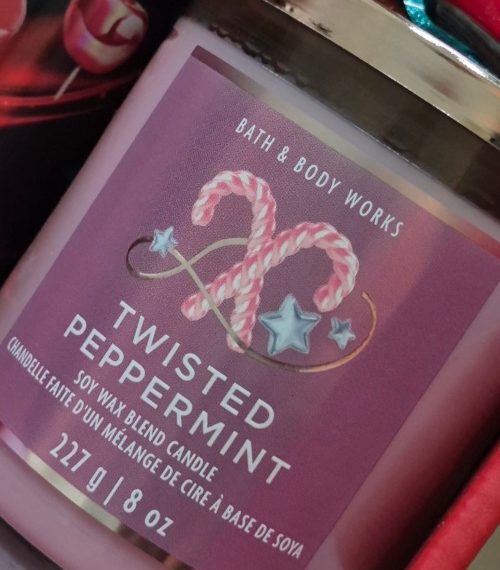 BATH & BODY WORKS
TWISTED
PEPPERMINT
SOY WAX BLEND CANDLE
CHANDELLE FAITE D'UN MÉLANGE DE CIRE À BASE DE SOYA
227 g | 8 oz